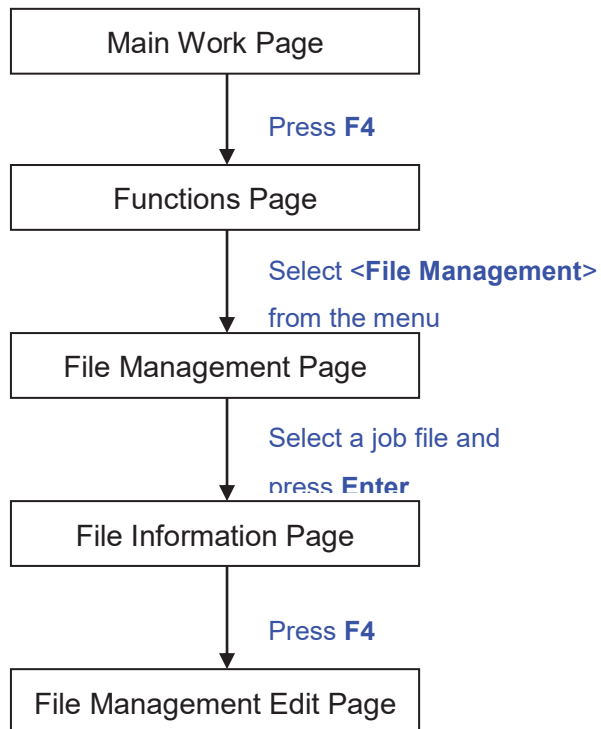 Main Work Page
Press F4
Functions Page
Select <File Management>
from the menu
File Management Page
Select a job file and
press Enter
File Information Page
Press F4
File Management Edit Page